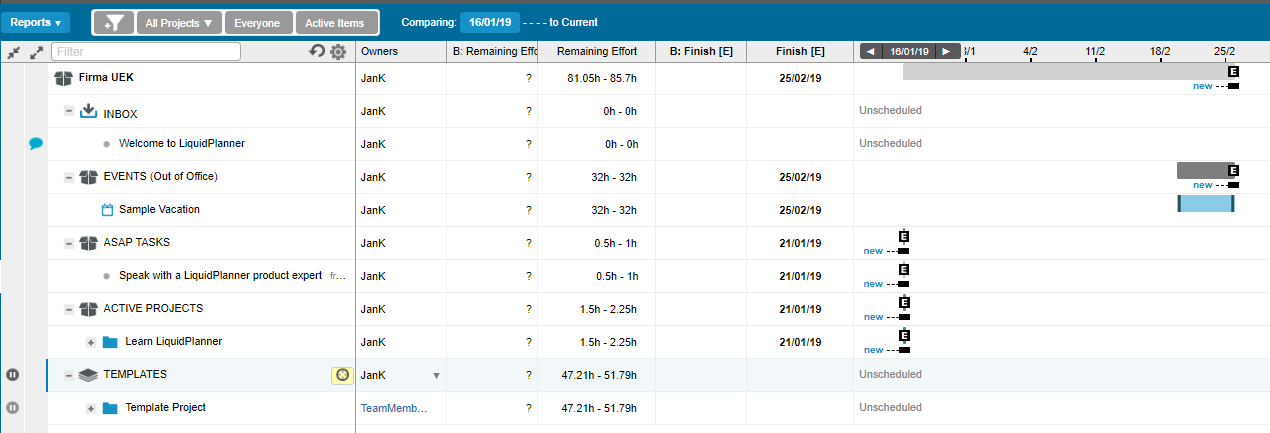 Reports ▾ All Projects ▼ Everyone Active Items Comparing: 16/01/19 - - - - to Current
Filter Owners B: Remaining Effo Remaining Effort B: Finish [E] Finish [E] ◀ 16/01/19 ▶ /1 4/2 11/2 18/2 25/2
Firma UEK JanK ? 81.05h - 85.7h 25/02/19 E
new
INBOX JanK ? 0h - 0h Unscheduled
Welcome to LiquidPlanner JanK ? 0h - 0h Unscheduled
EVENTS (Out of Office) JanK ? 32h - 32h 25/02/19 E
new
Sample Vacation JanK ? 32h - 32h 25/02/19
ASAP TASKS JanK ? 0.5h - 1h 21/01/19 E
new
Speak with a LiquidPlanner product expert fr... JanK ? 0.5h - 1h 21/01/19 E
new
ACTIVE PROJECTS JanK ? 1.5h - 2.25h 21/01/19 E
new
Learn LiquidPlanner JanK ? 1.5h - 2.25h 21/01/19 E
new
TEMPLATES JanK ▼ ? 47.21h - 51.79h Unscheduled
Template Project TeamMemb... ? 47.21h - 51.79h Unscheduled